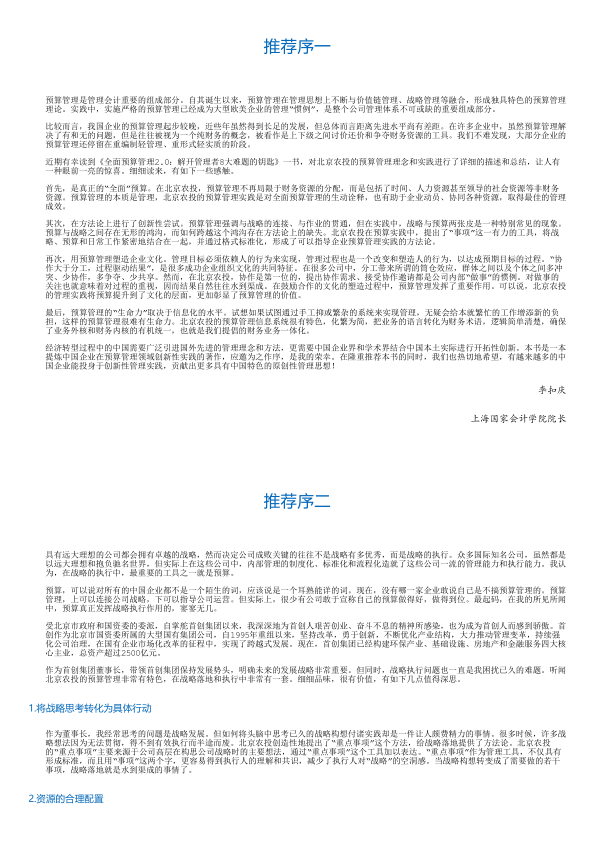 推荐序一
预算管理是管理会计重要的组成部分。自其诞生以来，预算管理在管理思想上不断与价值链管理、战略管理等融合，形成独具特色的预算管理
理论。实践中，实施严格的预算管理已经成为大型欧美企业的管理“惯例”，是整个公司管理体系不可或缺的重要组成部分。
比较而言，我国企业的预算管理起步较晚，近些年虽然得到长足的发展，但总体而言距离先进水平尚有差距。在许多企业中，虽然预算管理解
决了有和无的问题，但是往往被视为一个纯财务的概念，被看作是上下级之间讨价还价和争夺财务资源的工具。我们不难发现，大部分企业的
预算管理还停留在重编制轻管理、重形式轻实质的阶段。
近期有幸读到《全面预算管理2.0：解开管理者8大难题的钥匙》一书，对北京农投的预算管理理念和实践进行了详细的描述和总结，让人有
一种眼前一亮的惊喜。细细读来，有如下一些感触。
首先，是真正的“全面”预算。在北京农投，预算管理不再局限于财务资源的分配，而是包括了时间、人力资源甚至领导的社会资源等非财务
资源。预算管理的本质是管理，北京农投的预算管理实践是对全面预算管理的生动诠释，也有助于企业动员、协同各种资源，取得最佳的管理
成效。
其次，在方法论上进行了创新性尝试。预算管理强调与战略的连接、与作业的贯通，但在实践中，战略与预算两张皮是一种特别常见的现象。
预算与战略之间存在无形的鸿沟，而如何跨越这个鸿沟存在方法论上的缺失。北京农投在预算实践中，提出了“事项”这一有力的工具，将战
略、预算和日常工作紧密地结合在一起，并通过格式标准化，形成了可以指导企业预算管理实践的方法论。
再次，用预算管理塑造企业文化。管理目标必须依赖人的行为来实现，管理过程也是一个改变和塑造人的行为，以达成预期目标的过程。“协
作大于分工，过程驱动结果”，是很多成功企业组织文化的共同特征。在很多公司中，分工带来所谓的筒仓效应，群体之间以及个体之间多冲
突、少协作，多争夺、少共享。然而，在北京农投，协作是第一位的，提出协作需求、接受协作邀请都是公司内部“做事”的惯例。对做事的
关注也就意味着对过程的重视，因而结果自然往往水到渠成。在鼓励合作的文化的塑造过程中，预算管理发挥了重要作用。可以说，北京农投
的管理实践将预算提升到了文化的层面，更加彰显了预算管理的价值。
最后，预算管理的“生命力”取决于信息化的水平。试想如果试图通过手工抑或繁杂的系统来实现管理，无疑会给本就繁忙的工作增添新的负
担，这样的预算管理很难有生命力。北京农投的预算管理信息系统很有特色，化繁为简，把业务的语言转化为财务术语，逻辑简单清楚，确保
了业务外核和财务内核的有机统一，也就是我们提倡的财务业务一体化。
经济转型过程中的中国需要广泛引进国外先进的管理理念和方法，更需要中国企业界和学术界结合中国本土实际进行开拓性创新。本书是一本
提炼中国企业在预算管理领域创新性实践的著作，应邀为之作序，是我的荣幸。在隆重推荐本书的同时，我们也热切地希望，有越来越多的中
国企业能投身于创新性管理实践，贡献出更多具有中国特色的原创性管理思想！
李扣庆
上海国家会计学院院长
推荐序二
具有远大理想的公司都会拥有卓越的战略，然而决定公司成败关键的往往不是战略有多优秀，而是战略的执行。众多国际知名公司，虽然都是
以远大理想和抱负驰名世界，但实际上在这些公司中，内部管理的制度化、标准化和流程化造就了这些公司一流的管理能力和执行能力。我认
为，在战略的执行中，最重要的工具之一就是预算。
预算，可以说对所有的中国企业都不是一个陌生的词，应该说是一个耳熟能详的词。现在，没有哪一家企业敢说自己是不搞预算管理的。预算
管理，上可以连接公司战略，下可以指导公司运营。但实际上，很少有公司敢于宣称自己的预算做得好，做得到位。最起码，在我的所见所闻
中，预算真正发挥战略执行作用的，寥寥无几。
受北京市政府和国资委的委派，自掌舵首创集团以来，我深深地为首创人艰苦创业、奋斗不息的精神所感染，也为成为首创人而感到骄傲。首
创作为北京市国资委所属的大型国有集团公司，自1995年重组以来，坚持改革，勇于创新，不断优化产业结构，大力推动管理变革，持续强
化公司治理，在国有企业市场化改革的征程中，实现了跨越式发展。现在，首创集团已经构建环保产业、基础设施、房地产和金融服务四大核
心主业，总资产超过2500亿元。
作为首创集团董事长，带领首创集团保持发展势头，明确未来的发展战略非常重要。但同时，战略执行问题也一直是我困扰已久的难题。听闻
北京农投的预算管理非常有特色，在战略落地和执行中非常有一套。细细品味，很有价值，有如下几点值得深思。
1.将战略思考转化为具体行动
作为董事长，我经常思考的问题是战略发展。但如何将头脑中思考已久的战略构想付诸实践却是一件让人颇费精力的事情。很多时候，许多战
略想法因为无法贯彻，得不到有效执行而半途而废。北京农投创造性地提出了“重点事项”这个方法，给战略落地提供了方法论。北京农投
的“重点事项”主要来源于公司高层在构思公司战略时的主要想法，通过“重点事项”这个工具加以表达。“重点事项”作为管理工具，不仅具有
形成标准，而且用“事项”这两个字，更容易得到执行人的理解和共识，减少了执行人对“战略”的空洞感。当战略构想转变成了需要做的若干
事项，战略落地就是水到渠成的事情了。
2.资源的合理配置